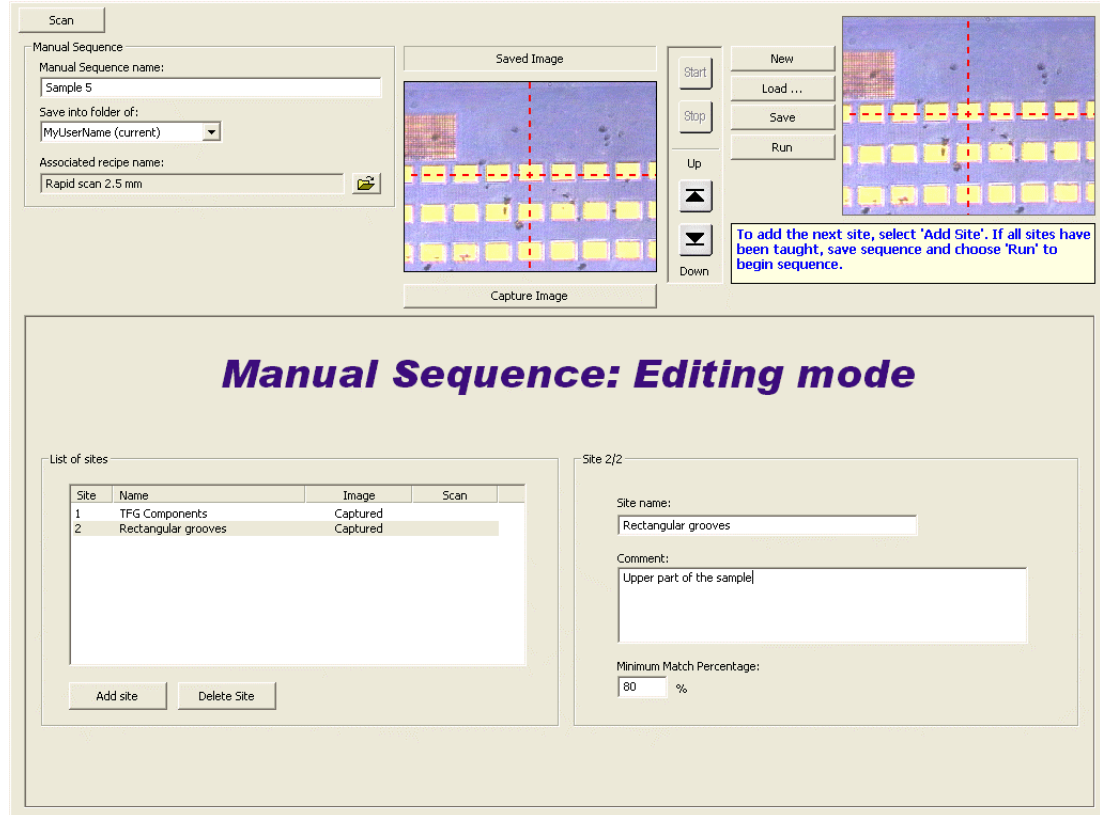 Scan
Manual Sequence
Manual Sequence name:
Sample 5
Save into folder of:
MyUserName (current)
Associated recipe name:
Rapid scan 2.5 mm
Saved Image
Capture Image
Start
Stop
Up
Down
New
Load ...
Save
Run
To add the next site, select 'Add Site'. If all sites have
been taught, save sequence and choose 'Run' to
begin sequence.
Manual Sequence: Editing mode
List of sites
Site Name Image Scan
1 TFG Components Captured
2 Rectangular grooves Captured
Add site Delete Site
Site 2/2
Site name:
Rectangular grooves
Comment:
Upper part of the sample
Minimum Match Percentage:
80 %